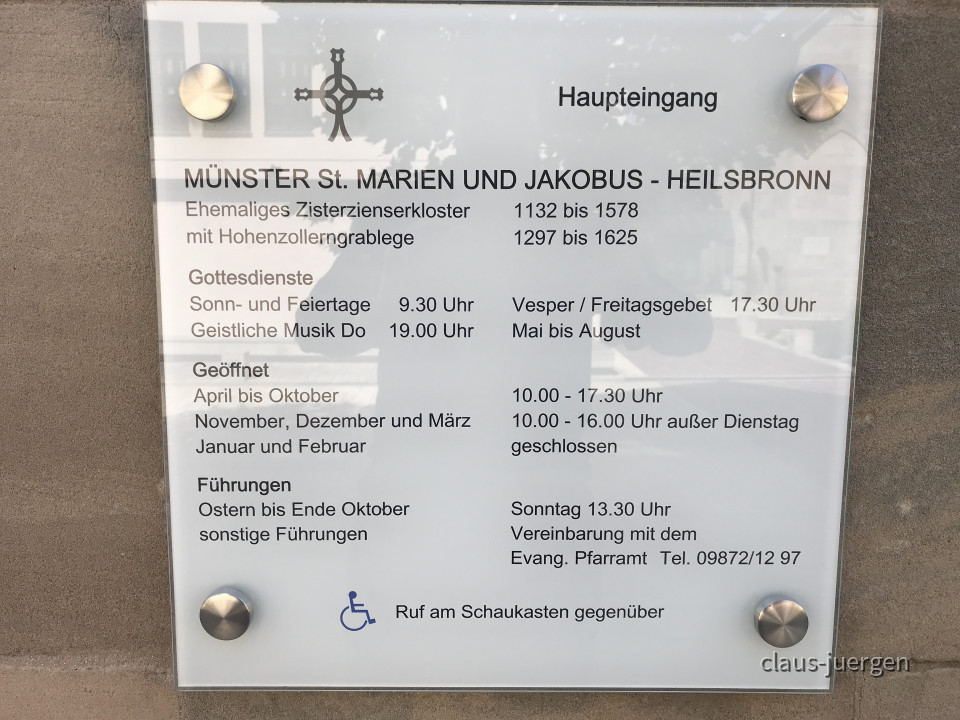 Haupteingang
MÜNSTER St. MARIEN UND JAKOBUS - HEILSBRONN
Ehemaliges Zisterzienserkloster 1132 bis 1578
mit Hohenzollerngrablege 1297 bis 1625
Gottesdienste
Sonn- und Feiertage 9.30 Uhr Vesper / Freitagsgebet 17.30 Uhr
Geistliche Musik Do 19.00 Uhr Mai bis August
Geöffnet
April bis Oktober 10.00 - 17.30 Uhr
November, Dezember und März 10.00 - 16.00 Uhr außer Dienstag
Januar und Februar geschlossen
Führungen
Ostern bis Ende Oktober Sonntag 13.30 Uhr
sonstige Führungen Vereinbarung mit dem
Evang. Pfarramt Tel. 09872/12 97
Ruf am Schaukasten gegenüber
claus-juergen